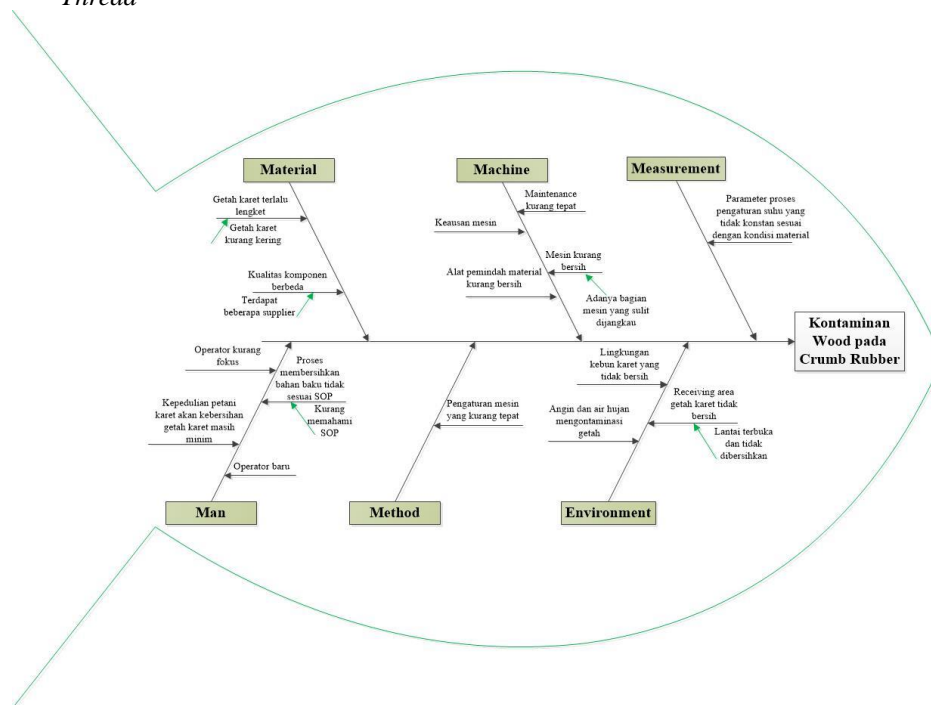 Thread
Material
Machine
Measurement
Getah karet terlalu
lengket
Getah karet
kurang kering
Kualitas komponen
berbeda
Terdapat
beberapa supplier
Maintenance
kurang tepat
Keausan mesin
Mesin kurang
bersih
Alat pemindah material
kurang bersih
Adanya bagian
mesin yang sulit
dijangkau
Parameter proses
pengaturan suhu yang
tidak konstan sesuai
dengan kondisi material
Kontaminan
Wood pada
Crumb Rubber
Operator kurang
fokus
Proses
membersihkan
bahan baku tidak
sesuai SOP
Kurang
memahami
SOP
Kepedulian petani
karet akan kebersihan
getah karet masih
minim
Operator baru
Pengaturan mesin
yang kurang tepat
Lingkungan
kebun karet yang
tidak bersih
Receiving area
getah karet tidak
bersih
Angin dan air hujan
mengontaminasi
getah
Lantai terbuka
dan tidak
dibersihkan
Man
Method
Environment